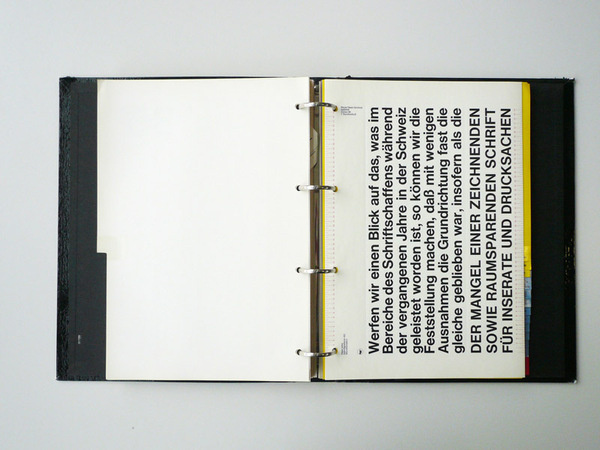 Werfen wir einen Blick auf das, was im
Bereiche des Schriftschaffens während
der vergangenen Jahre in der Schweiz
geleistet worden ist, so können wir die
Feststellung machen, daß mit wenigen
Ausnahmen die Grundrichtung fast die
gleiche geblieben war, insofern als die
DER MANGEL EINER ZEICHNENDEN
SOWIE RAUMSPARENDEN SCHRIFT
FÜR INSERATE UND DRUCKSACHEN